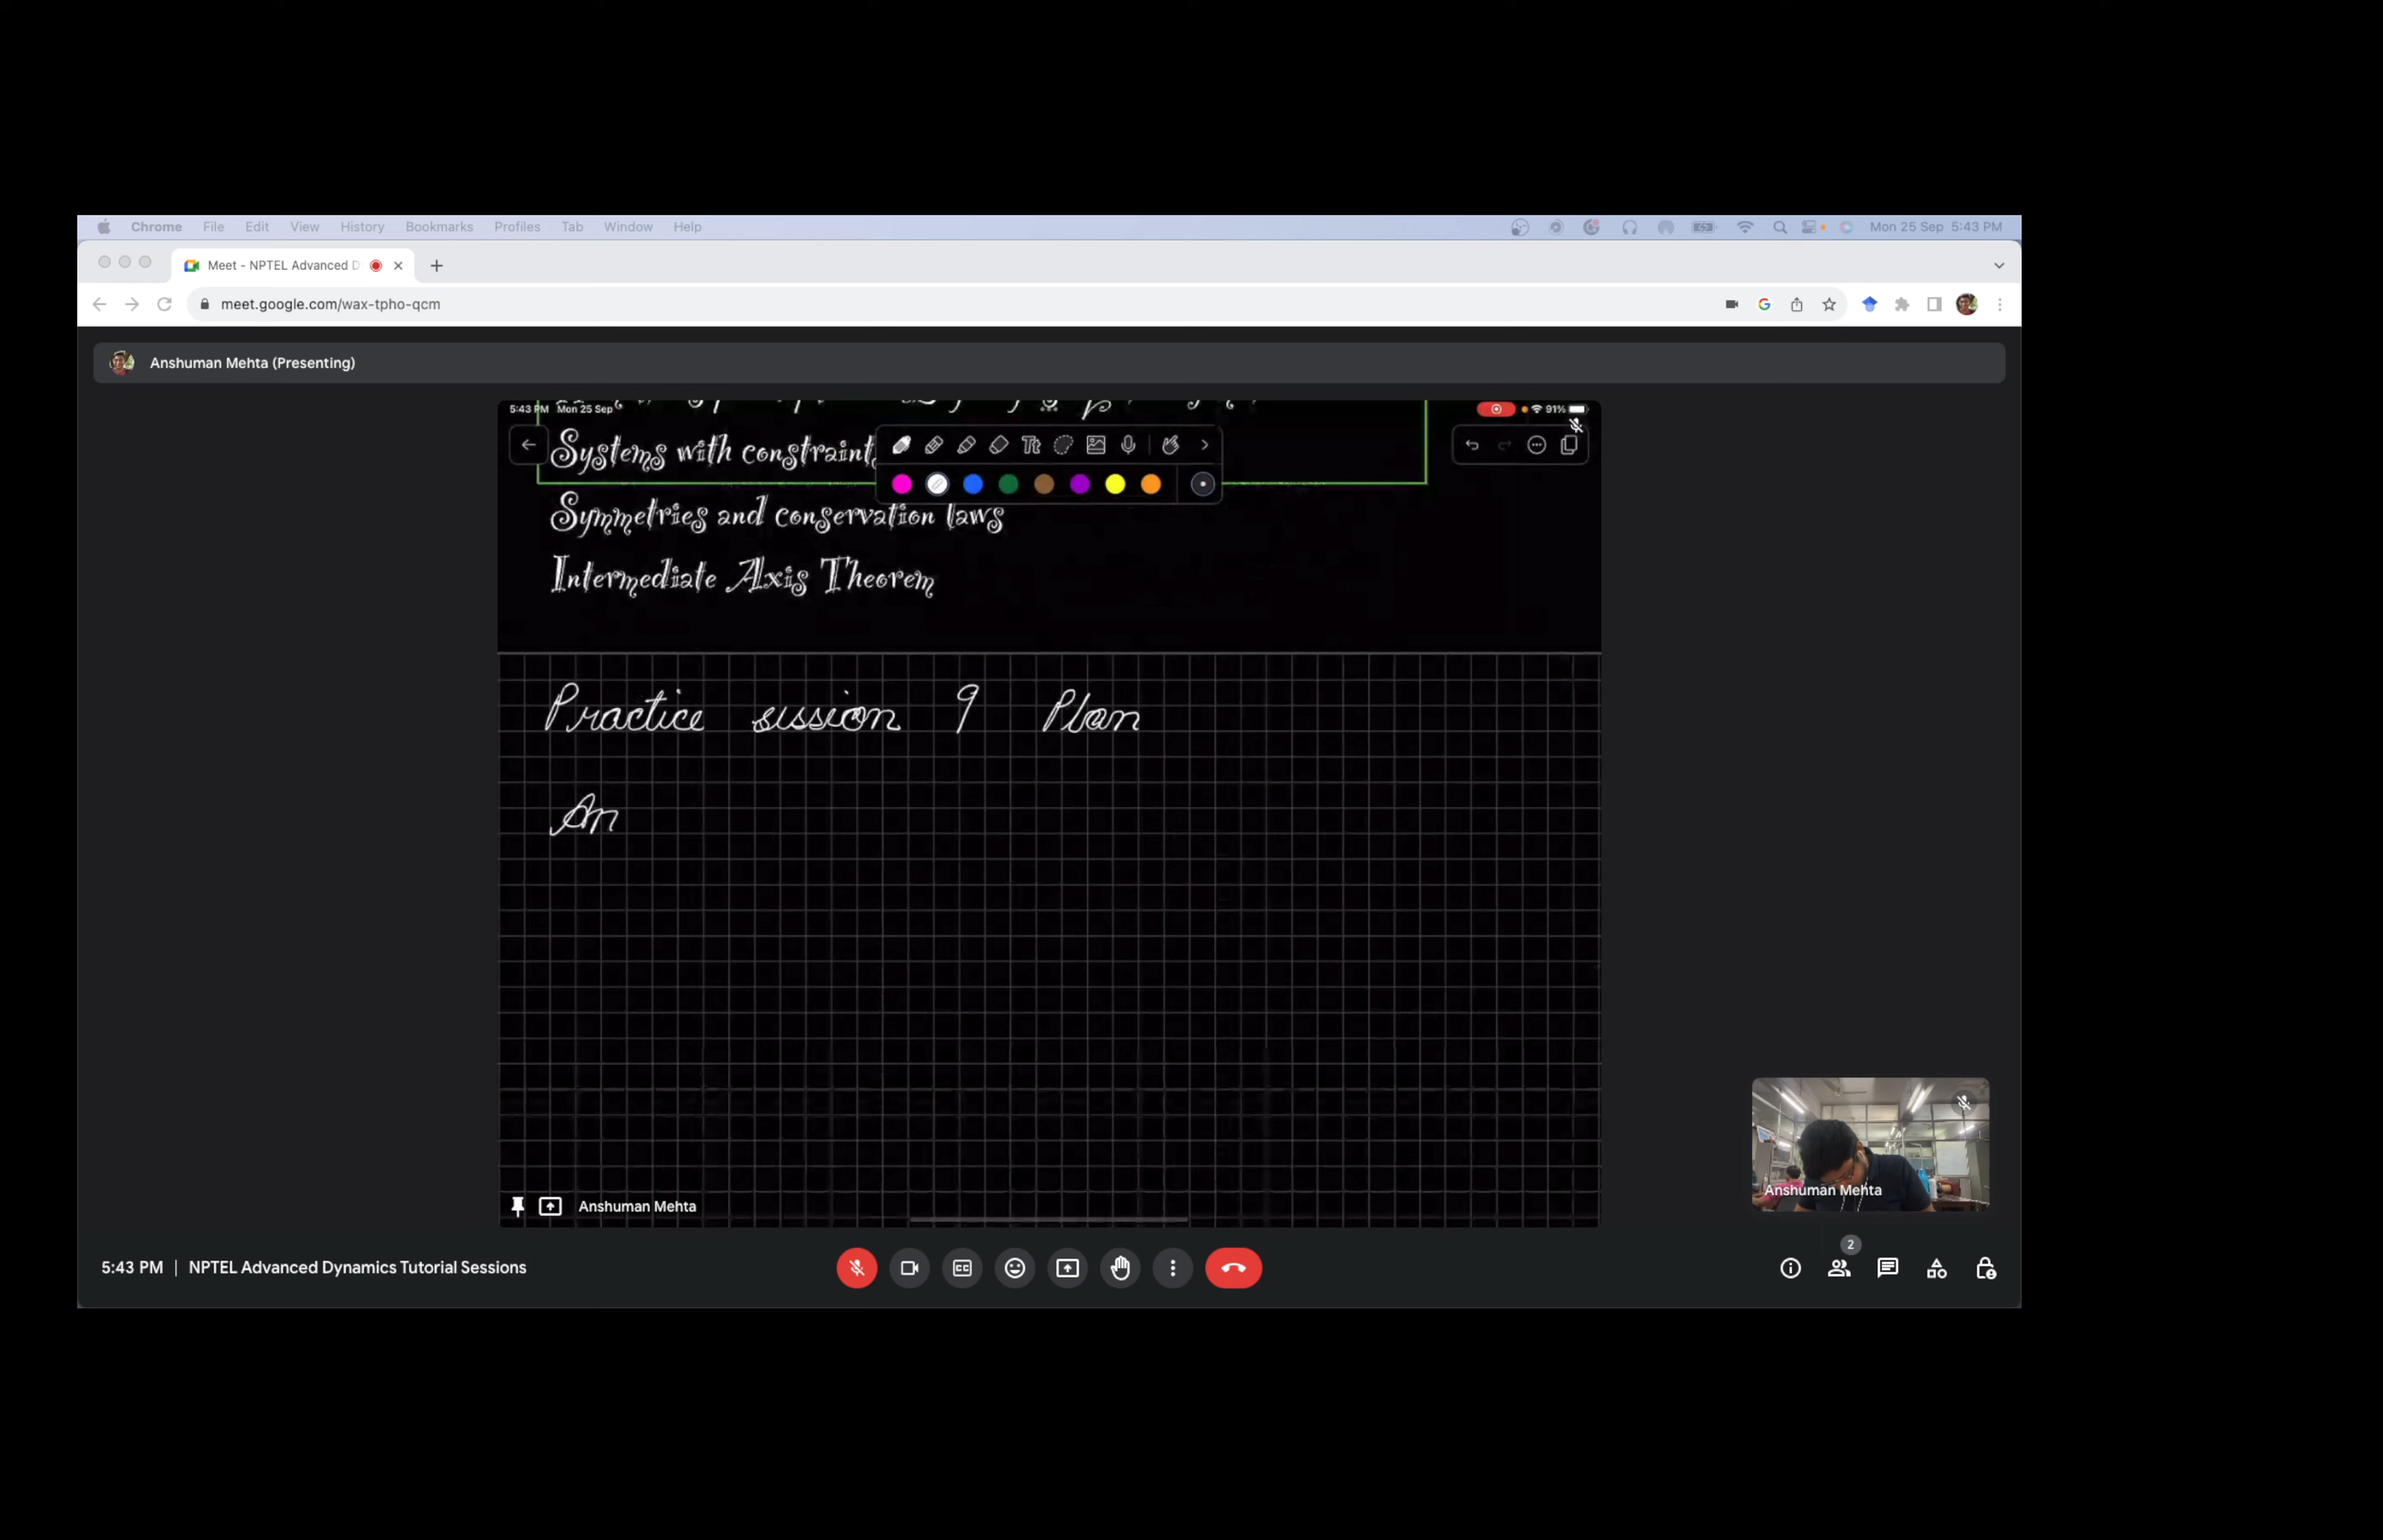 Chrome File Edit View History Bookmarks Profiles Tab Window Help Mon 25 Sep 5:43 PM
Meet - NPTEL Advanced D
meet.google.com/wax-tpho-qcm
Anshuman Mehta (Presenting)
5:43 PM Mon 25 Sep 91%
Systems with constraint
Symmetries and conservation laws
Intermediate Axis Theorem
Practice session 9 Plan
An
Anshuman Mehta
Anshuman Mehta
2
5:43 PM | NPTEL Advanced Dynamics Tutorial Sessions